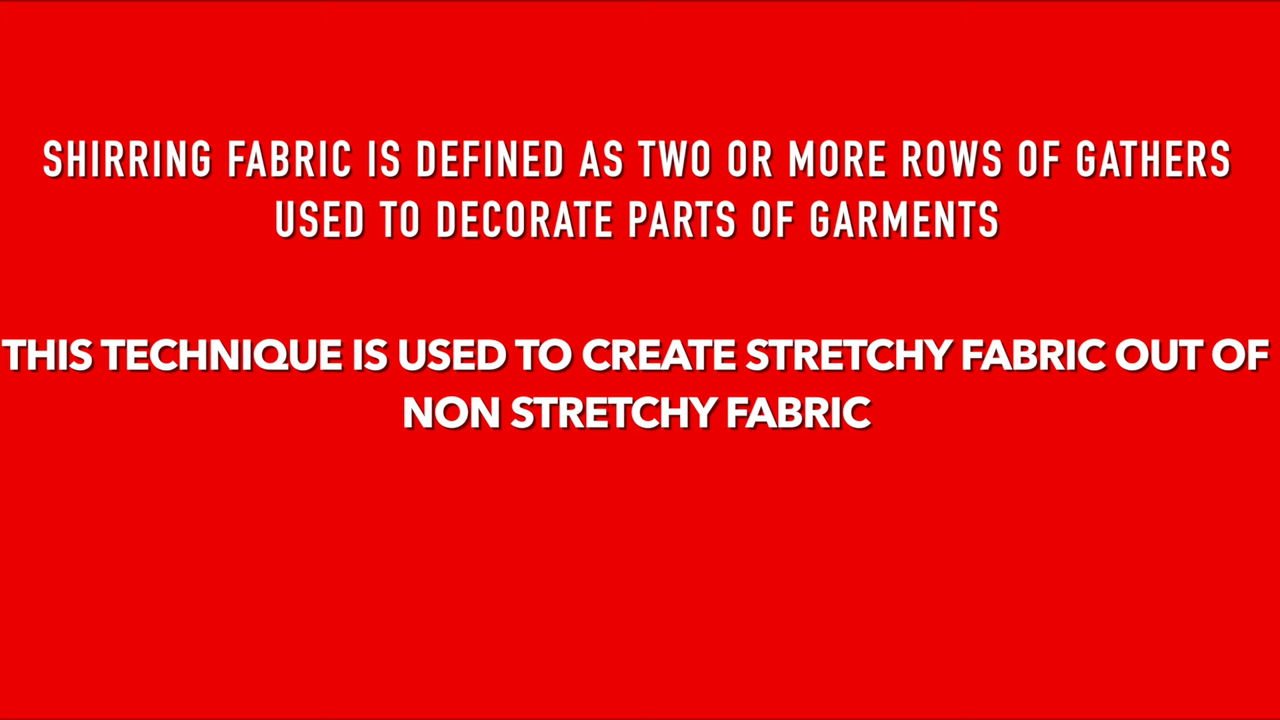 SHIRRING FABRIC IS DEFINED AS TWO OR MORE ROWS OF GATHERS
USED TO DECORATE PARTS OF GARMENTS
THIS TECHNIQUE IS USED TO CREATE STRETCHY FABRIC OUT OF
NON STRETCHY FABRIC